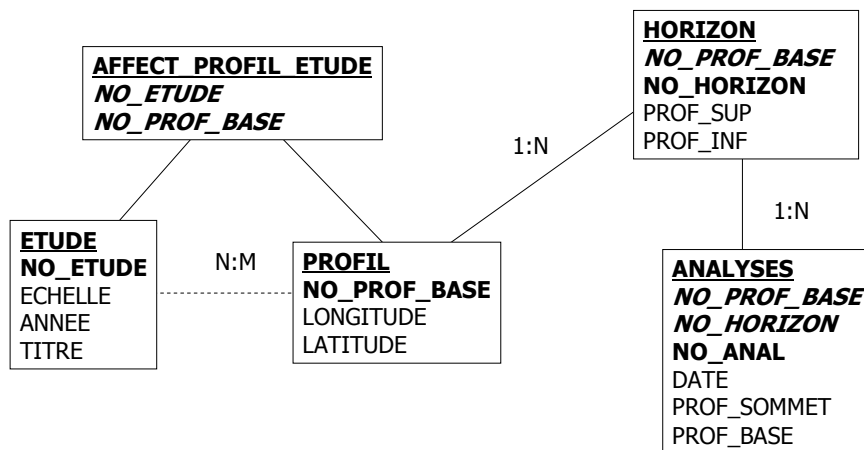 AFFECT_PROFIL_ETUDE
NO_ETUDE
NO_PROF_BASE
HORIZON
NO_PROF_BASE
NO_HORIZON
PROF_SUP
PROF_INF
1:N
1:N
ETUDE
NO_ETUDE
ECHELLE
ANNEE
TITRE
N:M
PROFIL
NO_PROF_BASE
LONGITUDE
LATITUDE
ANALYSES
NO_PROF_BASE
NO_HORIZON
NO_ANAL
DATE
PROF_SOMMET
PROF_BASE